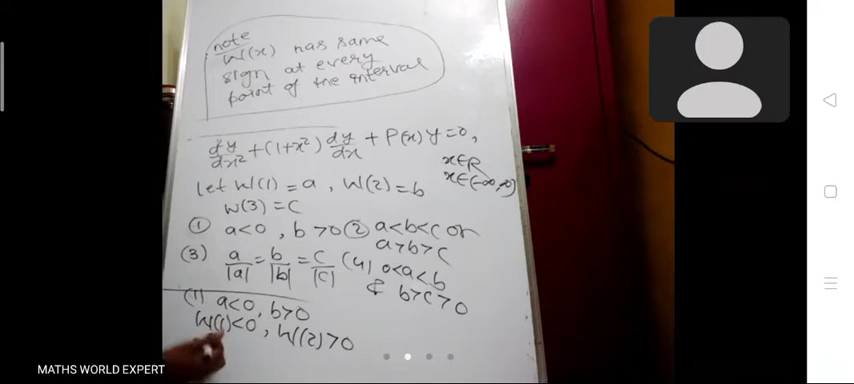 note
W(x) has same
sign at every
point of the interval
d²y/dx² + (1+x²) dy/dx + P(x) y = 0,
x∈R
x∈(-∞,∞)
let W(1) = a, W(2) = b
W(3) = c
① a<0, b>0 ② a<b<c or
a>b>c
(3) a/|a| = b/|b| = c/|c| (4) 0<a<b
& b>c>0
(1) a<0, b>0
W(1)<0, W(2)>0
MATHS WORLD EXPERT